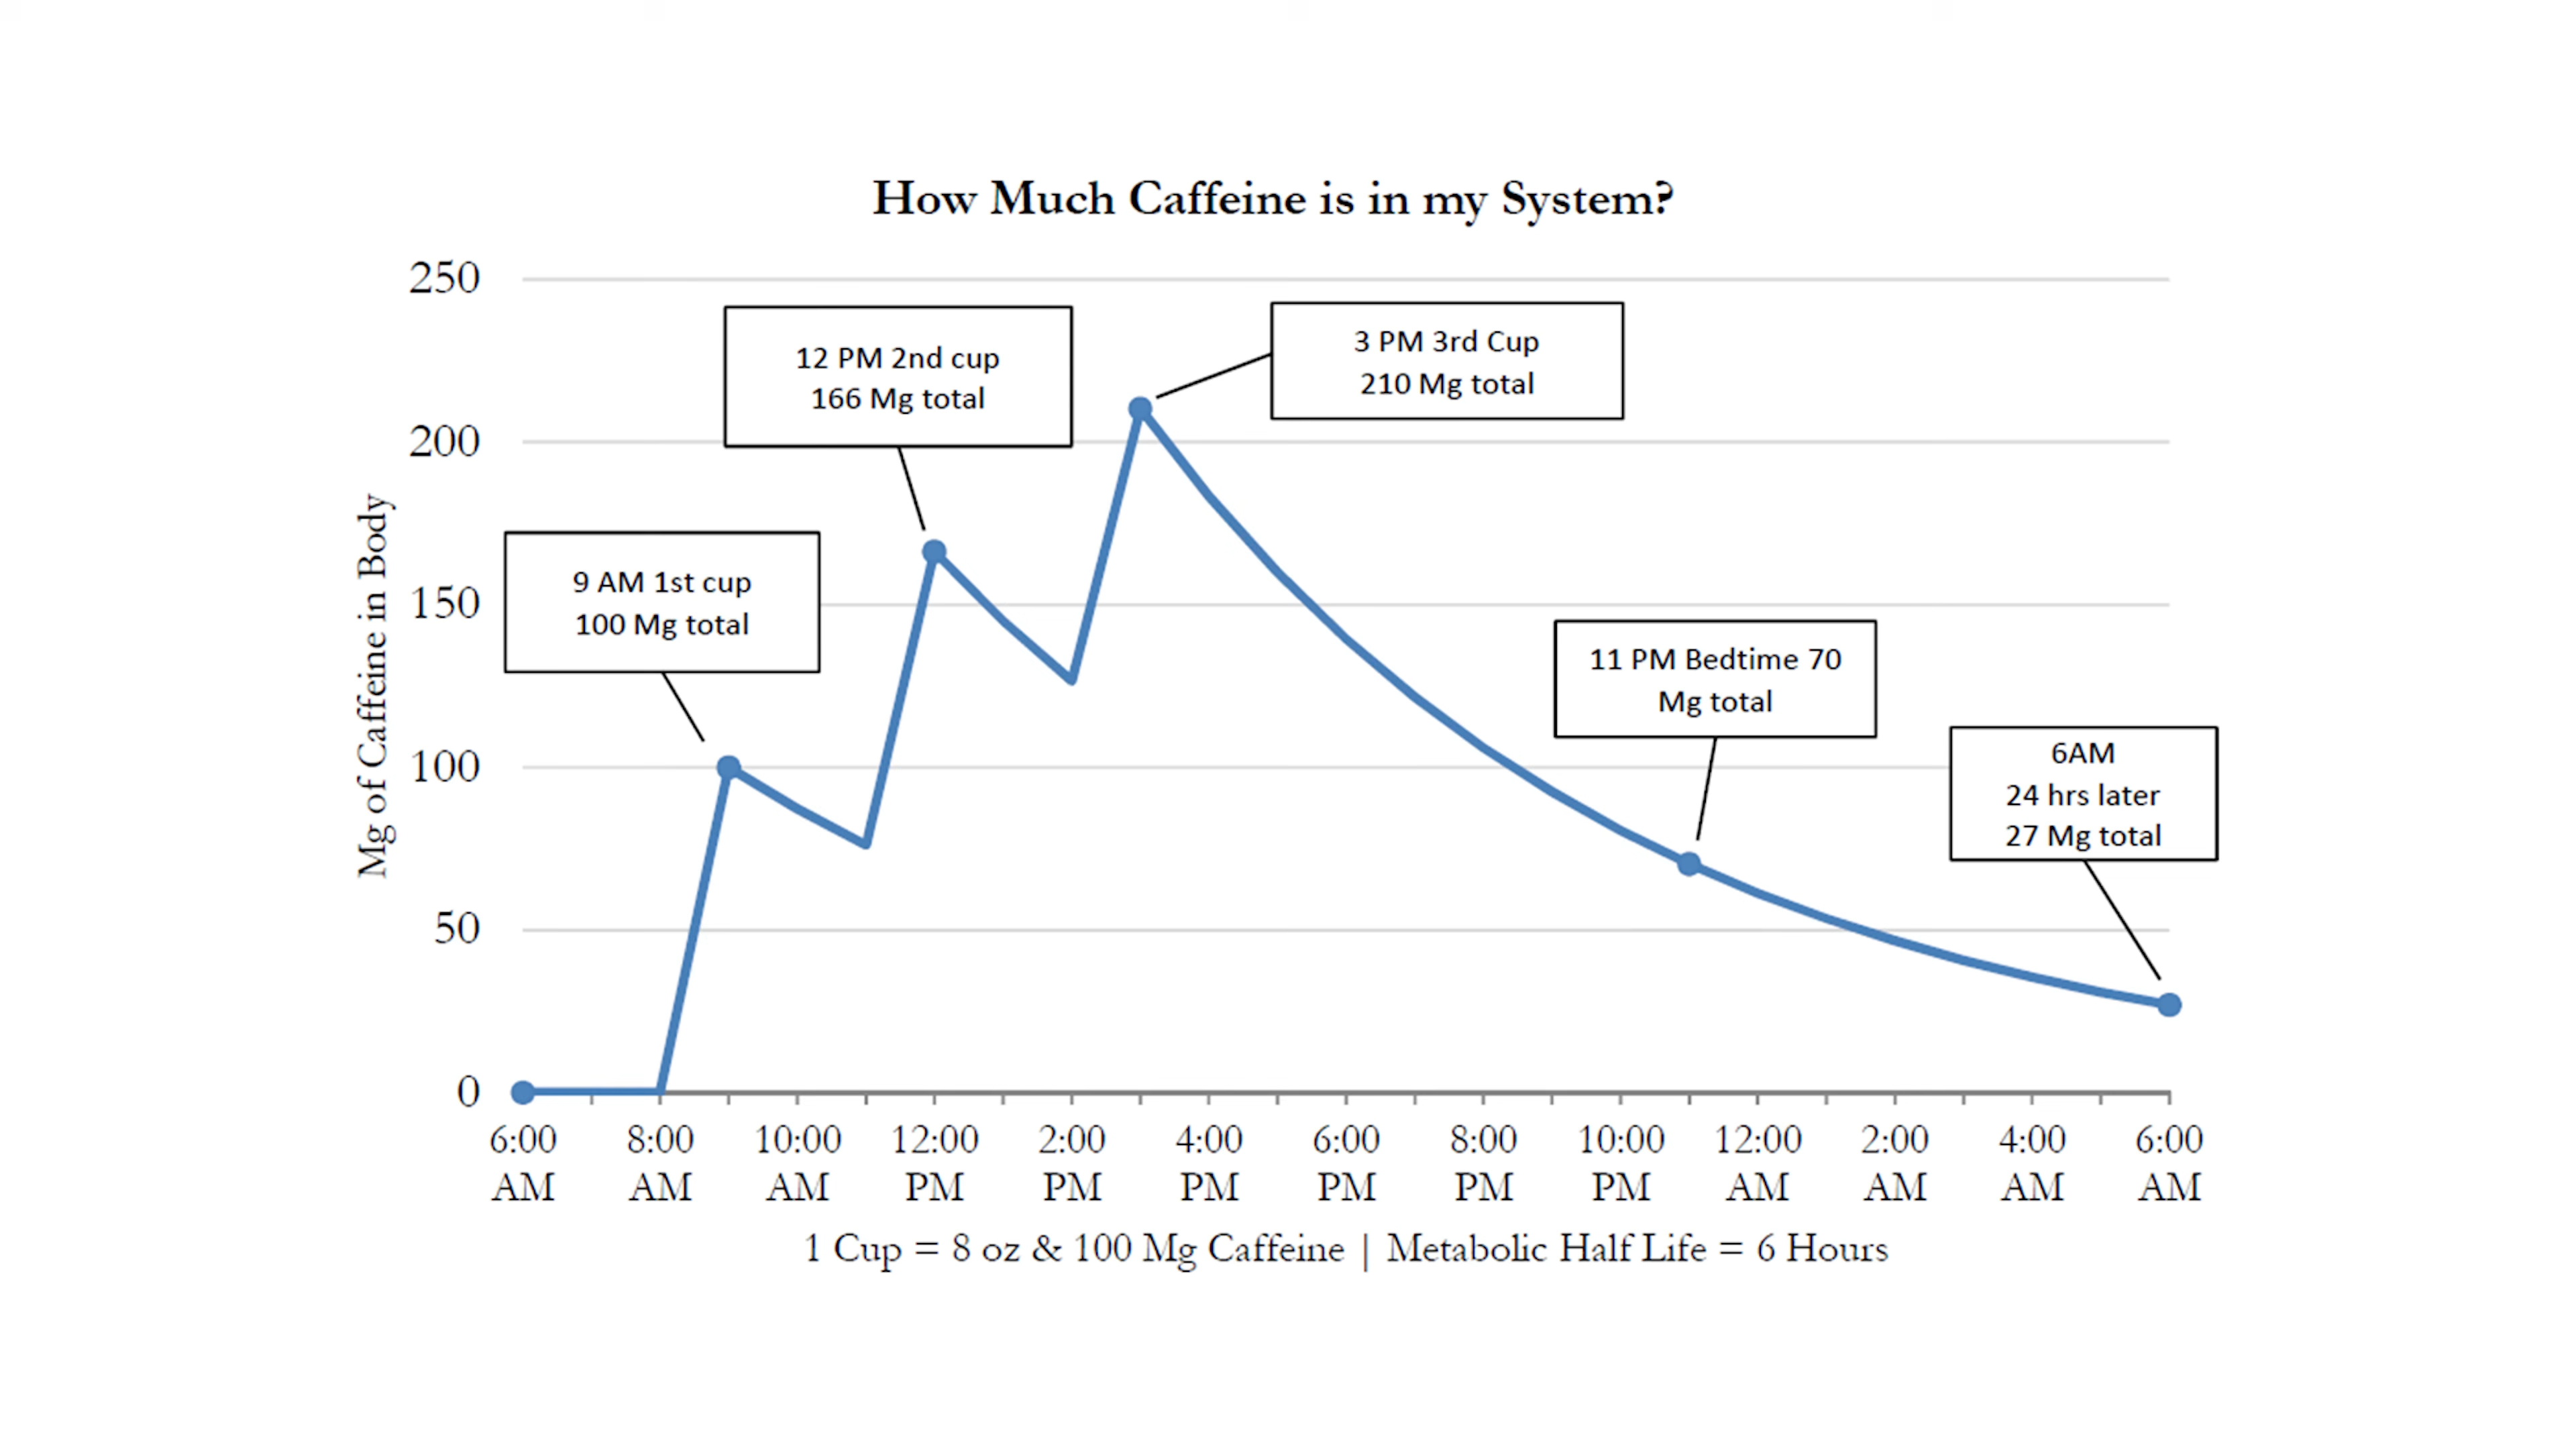 How Much Caffeine is in my System?
Mg of Caffeine in Body
250
200
150
100
50
0
9 AM 1st cup
100 Mg total
12 PM 2nd cup
166 Mg total
3 PM 3rd Cup
210 Mg total
11 PM Bedtime 70
Mg total
6AM
24 hrs later
27 Mg total
6:00 8:00 10:00 12:00 2:00 4:00 6:00 8:00 10:00 12:00 2:00 4:00 6:00
AM AM AM PM PM PM PM PM PM AM AM AM AM
1 Cup = 8 oz & 100 Mg Caffeine | Metabolic Half Life = 6 Hours